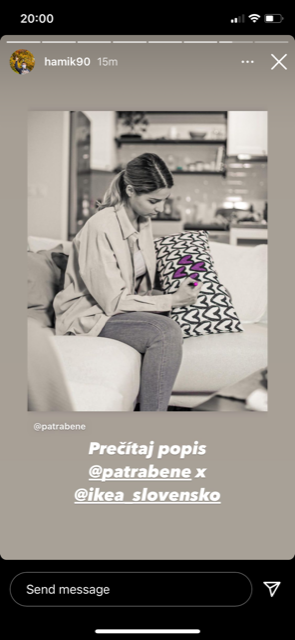 20:00
hamik90 15m
@patrabene
Prečítaj popis
@patrabene x
@ikea_slovensko
Send message